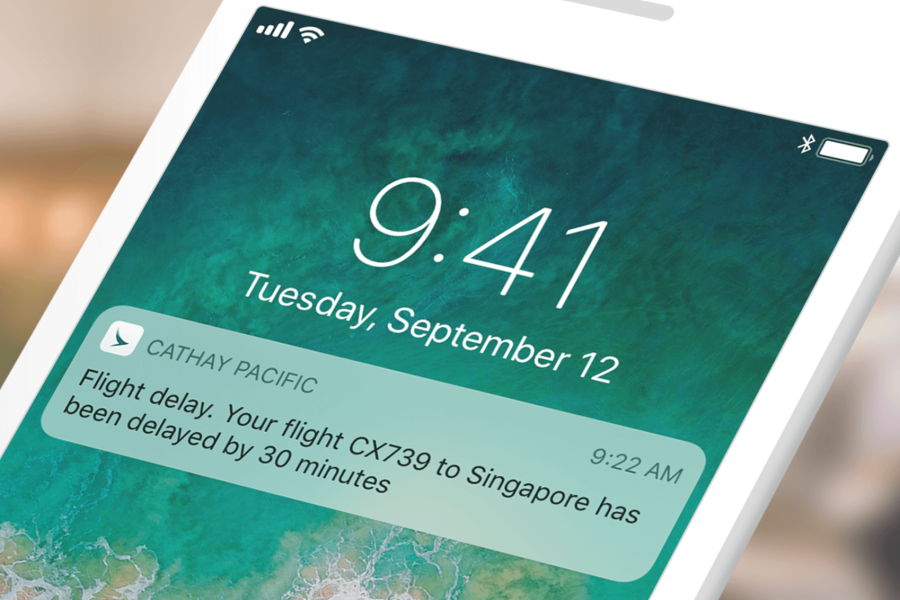 9:41
Tuesday, September 12
CATHAY PACIFIC
9:22 AM
Flight delay. Your flight CX739 to Singapore has
been delayed by 30 minutes